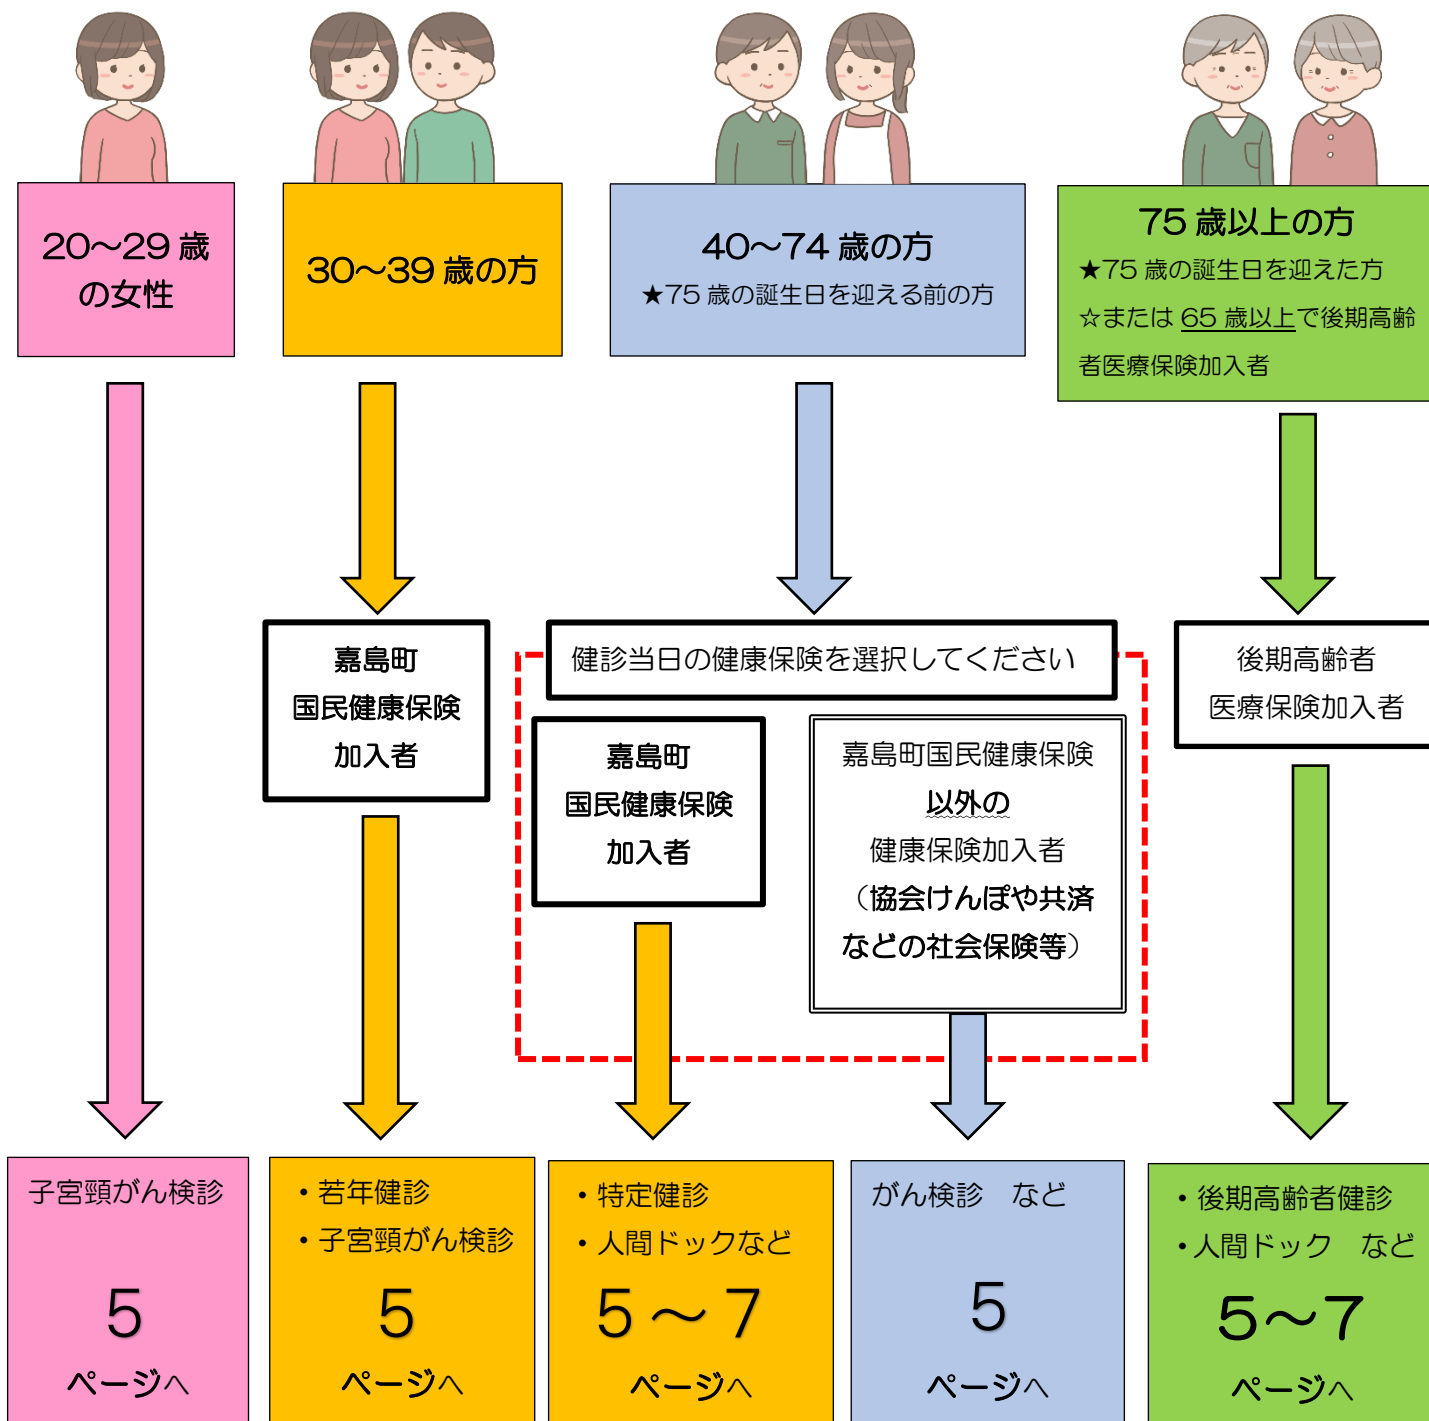 20～29 歳
の女性
30～39 歳の方
40～74 歳の方
★75 歳の誕生日を迎える前の方
75 歳以上の方
★75 歳の誕生日を迎えた方
☆または 65 歳以上で後期高齢
者医療保険加入者
嘉島町
国民健康保険
加入者
健診当日の健康保険を選択してください
嘉島町
国民健康保険
加入者
嘉島町国民健康保険
以外の
健康保険加入者
（協会けんぽや共済
などの社会保険等）
後期高齢者
医療保険加入者
子宮頸がん検診
5
ページへ
・若年健診
・子宮頸がん検診
5
ページへ
・特定健診
・人間ドックなど
5～7
ページへ
がん検診　など
5
ページへ
・後期高齢者健診
・人間ドック　など
5～7
ページへ